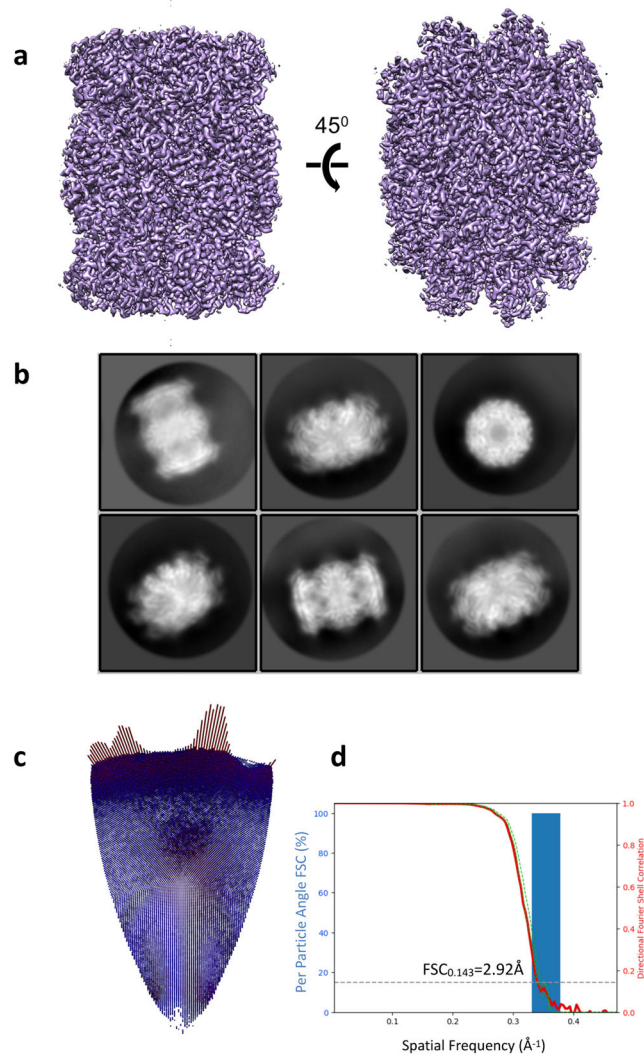 a
45⁰
b
c
d
Per Particle Angle FSC (%)
100
80
60
40
20
0
FSC0.143=2.92Å
1.0
0.8
0.6
0.4
0.2
0.0
Directional Fourier Shell Correlation
0.1
0.2
0.3
0.4
Spatial Frequency (Å-1)